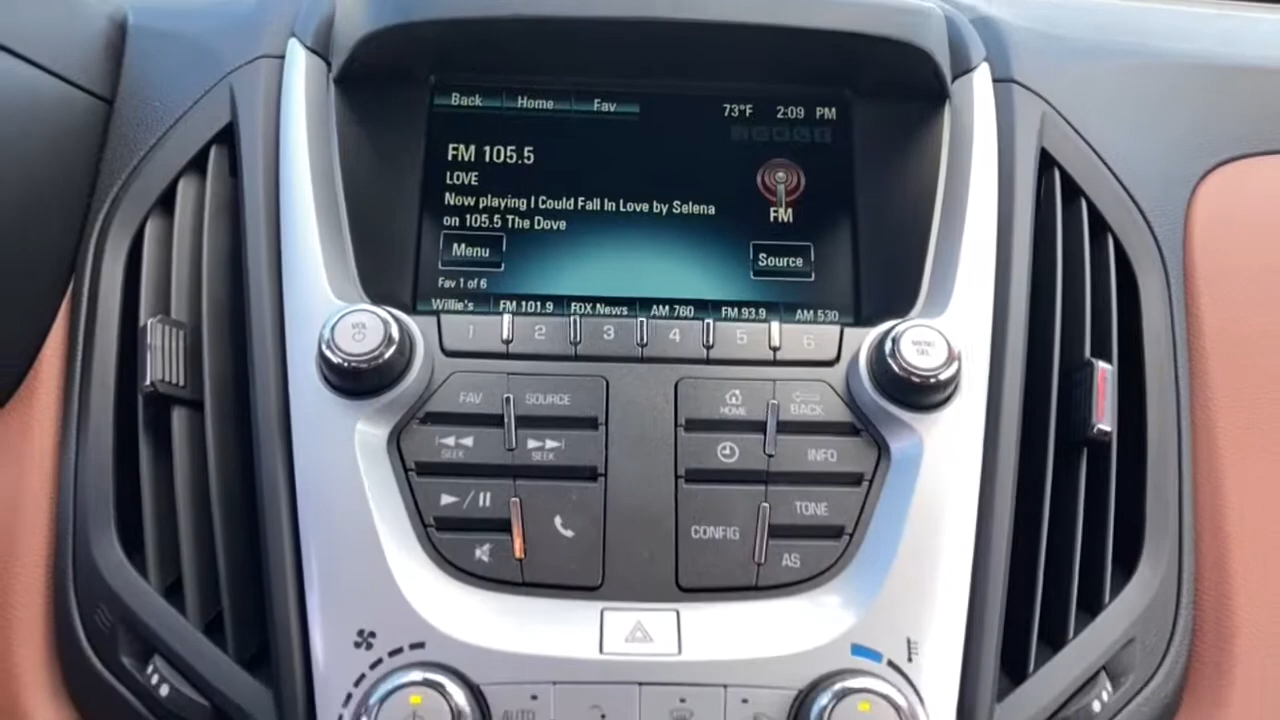 Back Home Fav 73°F 2:09 PM
FM 105.5
LOVE
Now playing I Could Fall In Love by Selena
on 105.5 The Dove
FM
Menu Source
Fav 1 of 6
Willie's FM 101.9 FOX News AM 760 FM 93.9 AM 530
1 2 3 4 5 6
VOL
MENU
SEL
FAV SOURCE
HOME BACK
SEEK SEEK
INFO
CONFIG
TONE
AS
AUTO